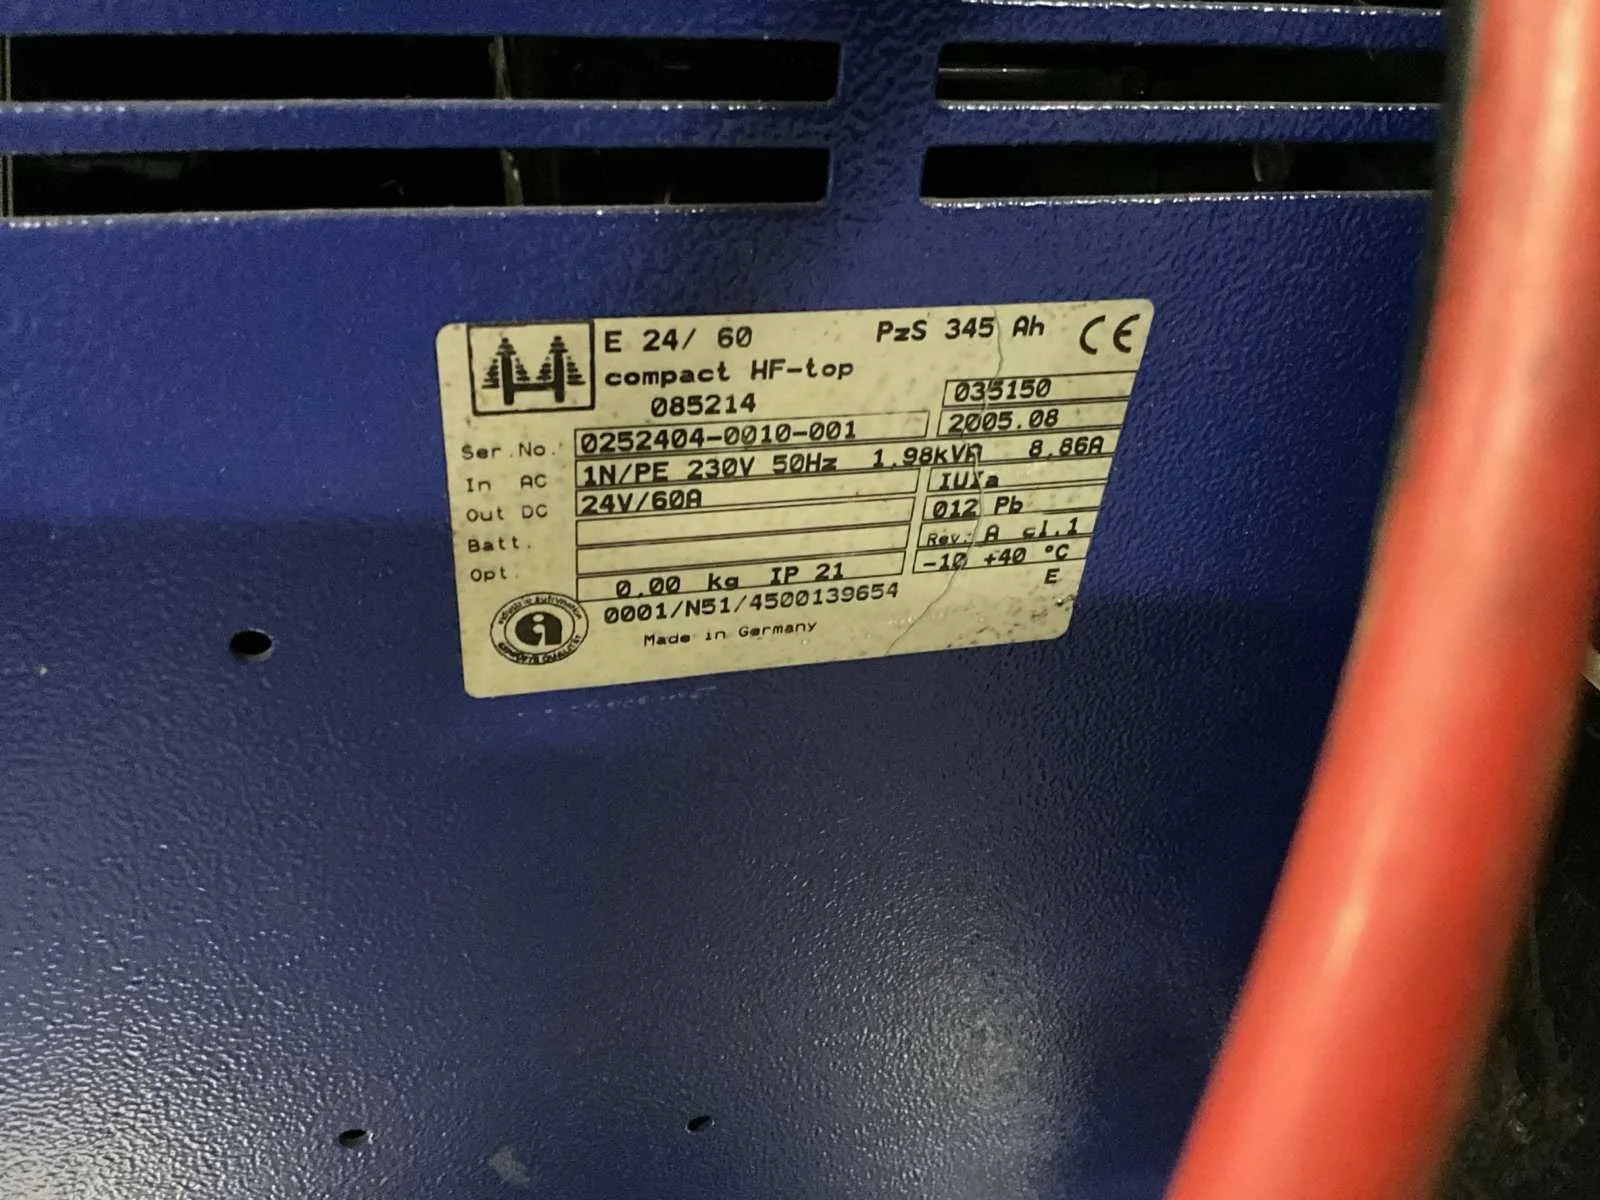 E 24/ 60 PzS 345 Ah CE
compact HF-top
085214 035150
Ser.No. 0252404-0010-001 2005.08
In AC 1N/PE 230V 50Hz 1.98kVA 8.86A
Out DC 24V/60A IUIa
Batt. 012 Pb
Opt. Rev. A cl.1
0.00 kg IP 21 -10 +40 °C
0001/N51/4500139654 E
Made in Germany
GEPRÜFTE QUALITÄT